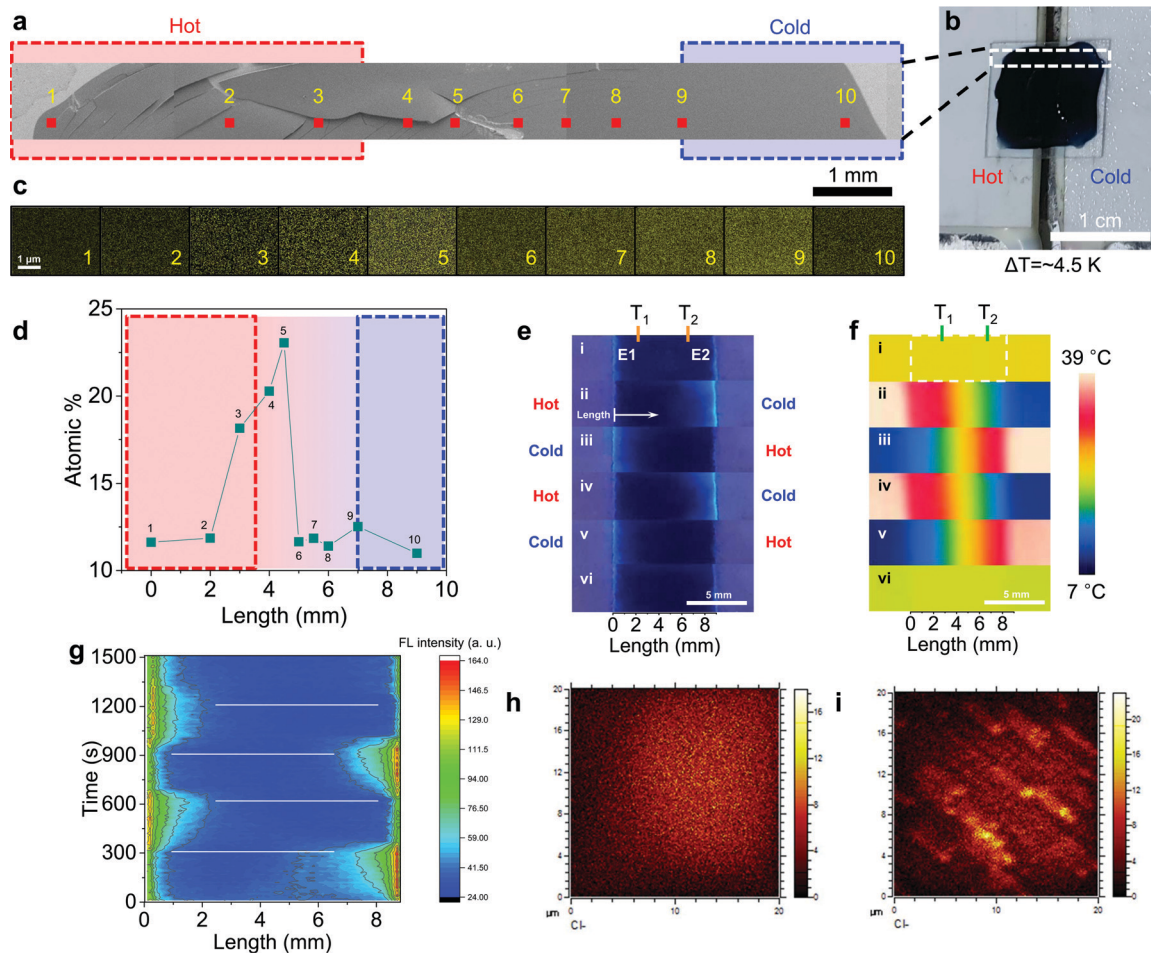 a
Hot
Cold
1 2 3 4 5 6 7 8 9 10
1 mm
b
Hot Cold
1 cm
ΔT=~4.5 K
c
1 µm
1 2 3 4 5 6 7 8 9 10
d
Atomic %
25
20
15
10
1 2 3 4 5 6 7 8 9 10
0 2 4 6 8 10
Length (mm)
e
T1 T2
i E1 E2
Hot ii Cold
Length
Cold iii Hot
Hot iv Cold
Cold v Hot
vi
5 mm
0 2 4 6 8
Length (mm)
f
T1 T2
i
ii
iii
iv
v
vi
5 mm
39 °C
7 °C
0 2 4 6 8
Length (mm)
g
FL intensity (a. u.)
Time (s)
1500
1200
900
600
300
0
0 2 4 6 8
Length (mm)
164.0
146.5
129.0
111.5
94.00
76.50
59.00
41.50
24.00
h
20
16
12
8
4
0
µm 0 10 20
Cl-
16
12
8
4
0
i
20
16
12
8
4
0
µm 0 10 20
Cl-
20
16
12
8
4
0